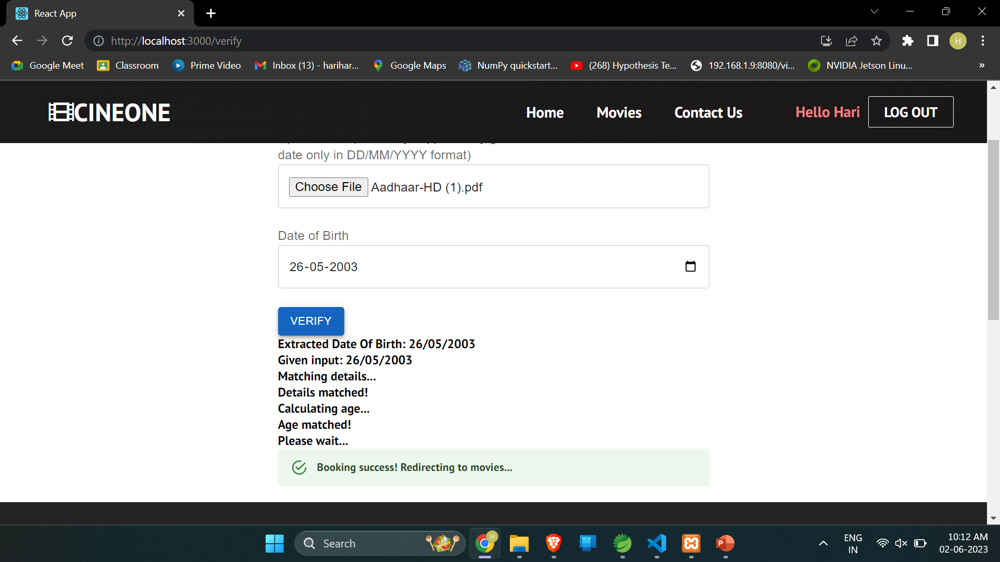 React App
http://localhost:3000/verify
H
Google Meet
Classroom
Prime Video
Inbox (13) - harihar...
Google Maps
NumPy quickstart...
(268) Hypothesis Te...
192.168.1.9:8080/vi...
NVIDIA Jetson Linu...
»
CINEONE
Home
Movies
Contact Us
Hello Hari
LOG OUT
date only in DD/MM/YYYY format)
Choose File Aadhaar-HD (1).pdf
Date of Birth
26-05-2003
VERIFY
Extracted Date Of Birth: 26/05/2003
Given input: 26/05/2003
Matching details...
Details matched!
Calculating age...
Age matched!
Please wait...
Booking success! Redirecting to movies...
Search
H
P
ENG
IN
10:12 AM
02-06-2023